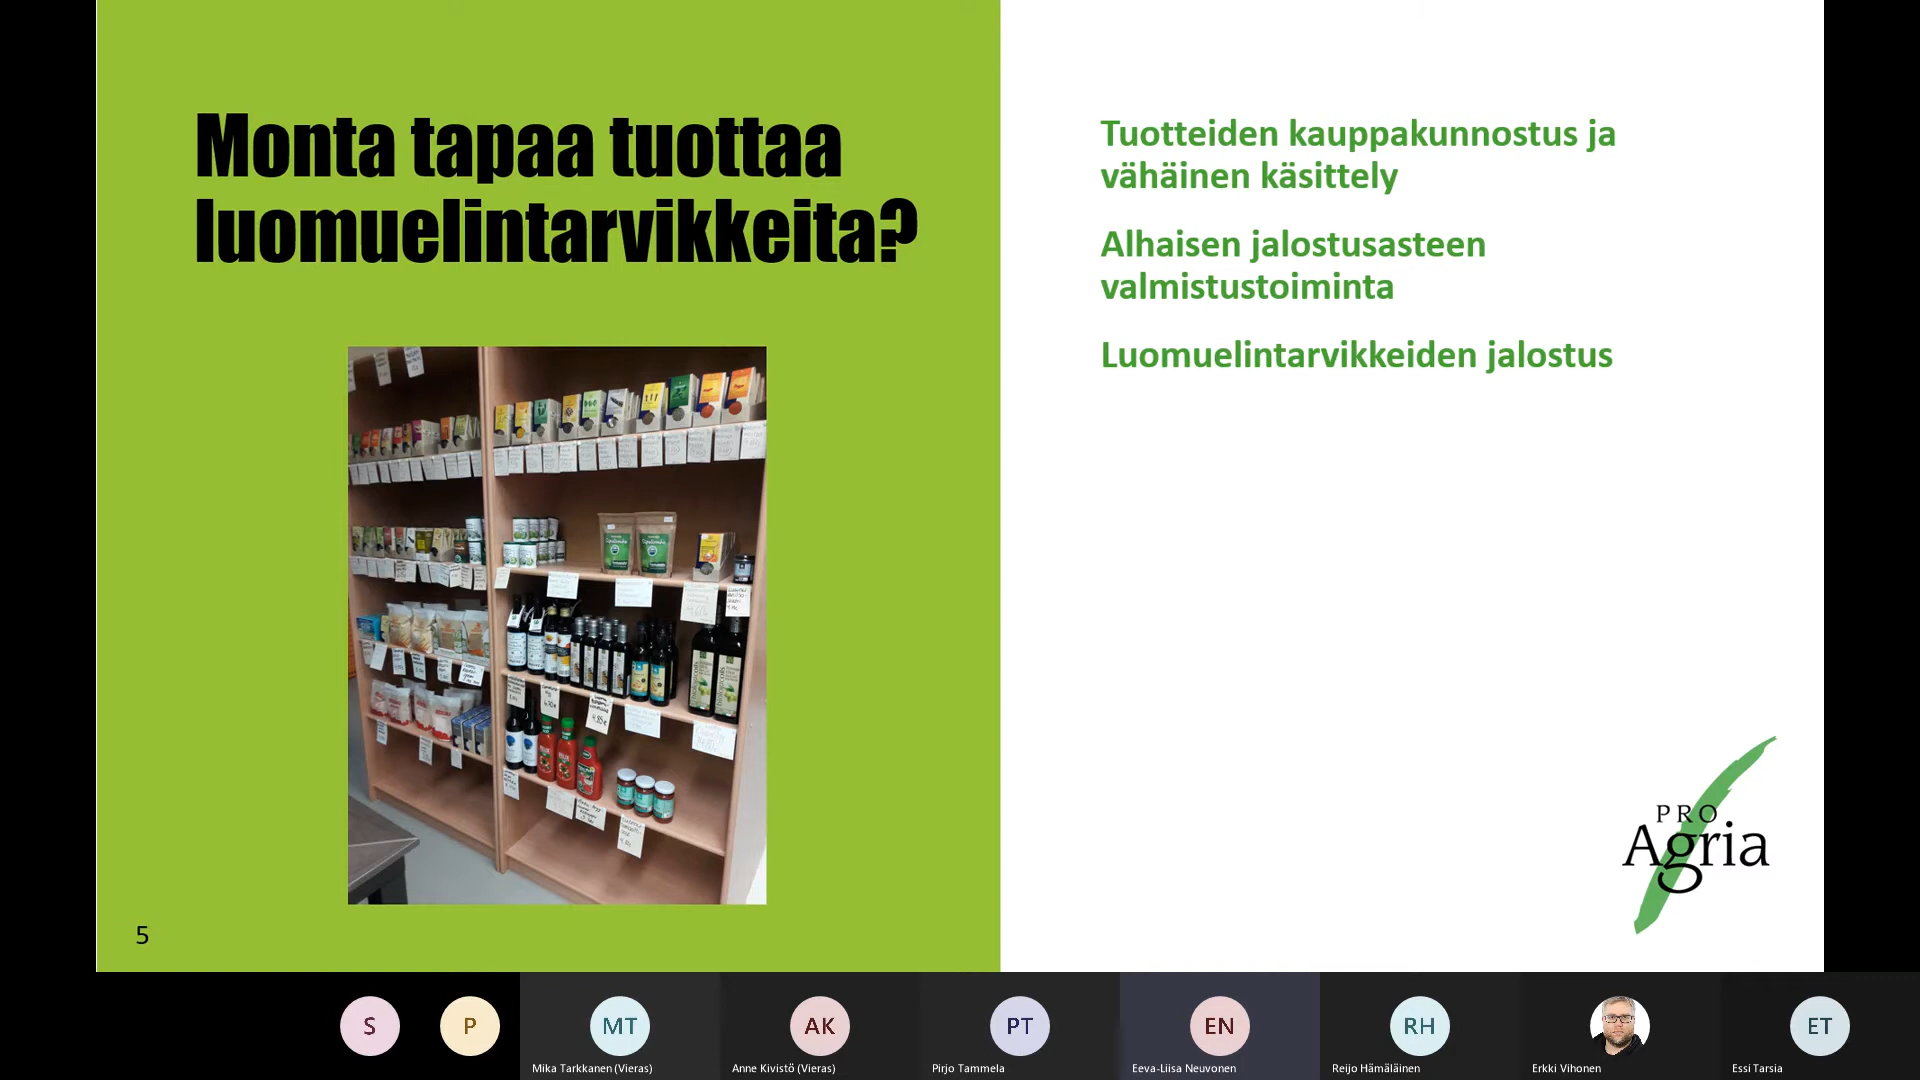 Monta tapaa tuottaa
luomuelintarvikkeita?
Tuotteiden kauppakunnostus ja
vähäinen käsittely
Alhaisen jalostusasteen
valmistustoiminta
Luomuelintarvikkeiden jalostus
PRO
Agria
5
S
P
MT
AK
PT
EN
RH
ET
Mika Tarkkanen (Vieras)
Anne Kivistö (Vieras)
Pirjo Tammela
Eeva-Liisa Neuvonen
Reijo Hämäläinen
Erkki Vihonen
Essi Tarsia